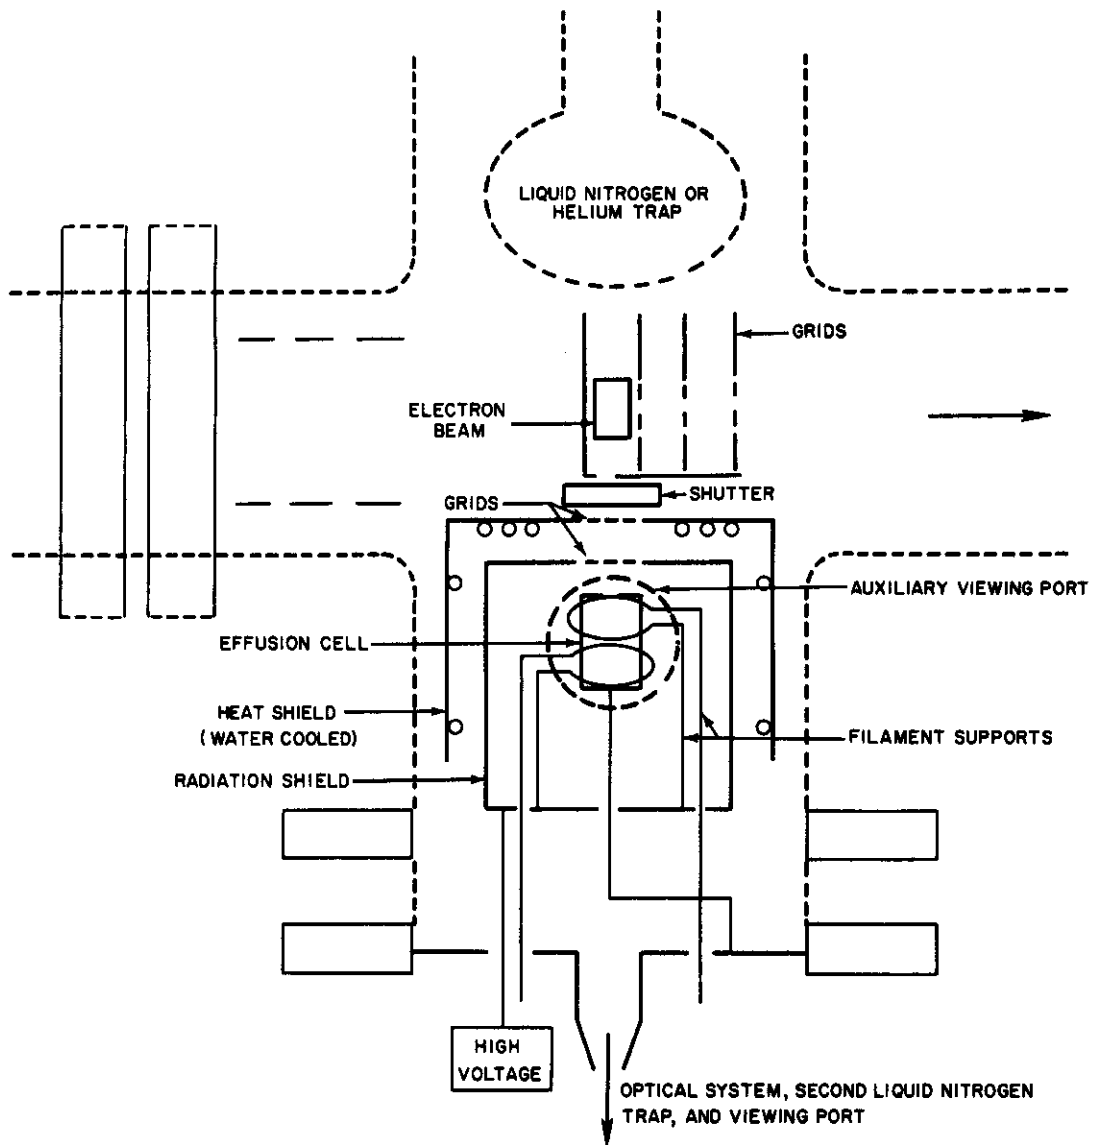 LIQUID NITROGEN OR
HELIUM TRAP
GRIDS
ELECTRON
BEAM
SHUTTER
GRIDS
AUXILIARY VIEWING PORT
EFFUSION CELL
HEAT SHIELD
(WATER COOLED)
FILAMENT SUPPORTS
RADIATION SHIELD
HIGH
VOLTAGE
OPTICAL SYSTEM, SECOND LIQUID NITROGEN
TRAP, AND VIEWING PORT